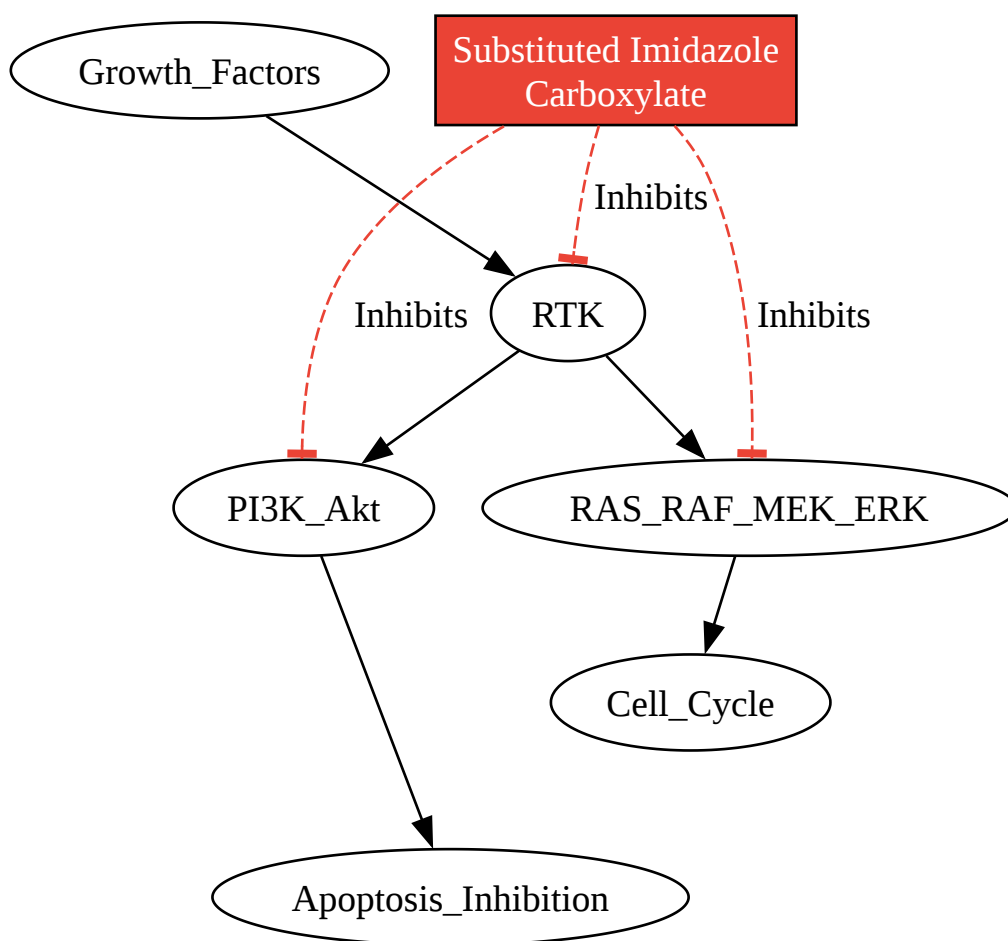 Growth_Factors
Substituted Imidazole
Carboxylate
Inhibits
Inhibits
RTK
Inhibits
PI3K_Akt
RAS_RAF_MEK_ERK
Cell_Cycle
Apoptosis_Inhibition